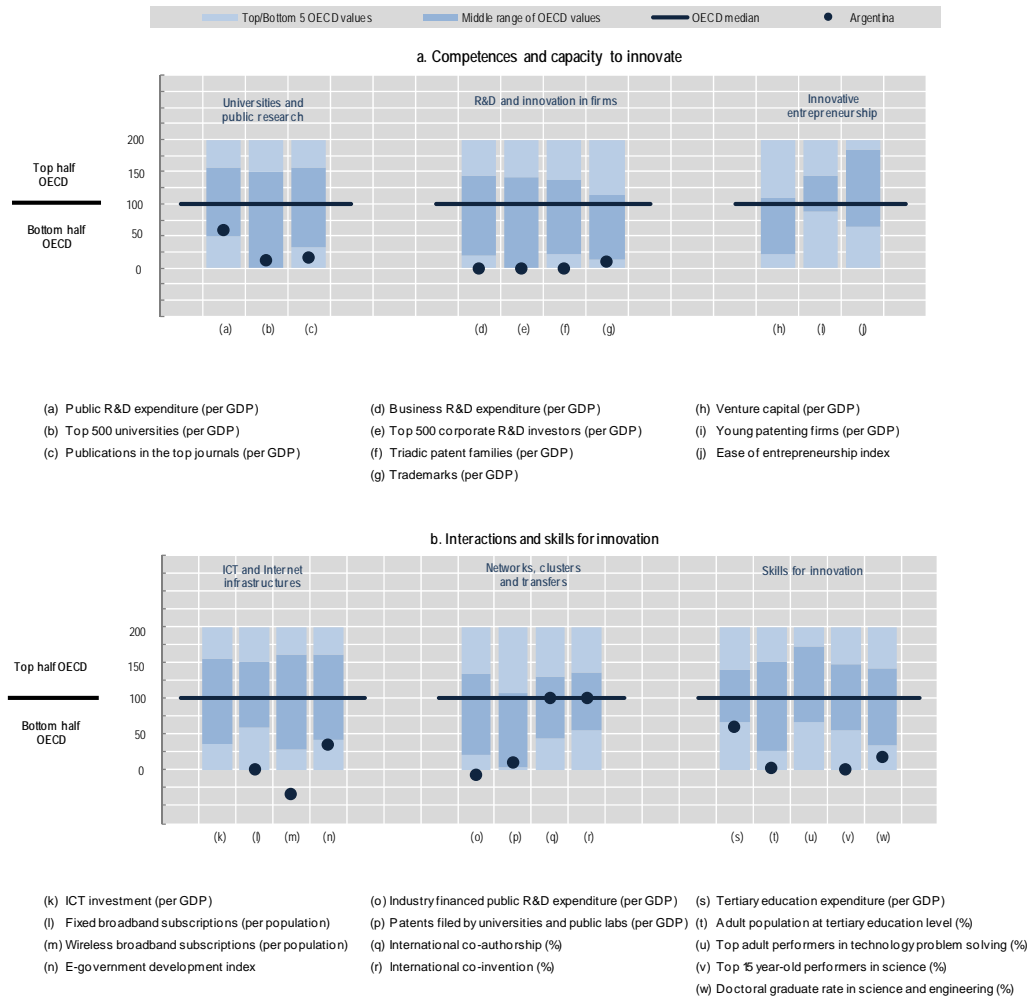 Top/Bottom 5 OECD values Middle range of OECD values OECD median Argentina
a. Competences and capacity to innovate
Universities and
public research
R&D and innovation in firms
Innovative
entrepreneurship
200
150
100
50
0
Top half
OECD
Bottom half
OECD
(a) (b) (c) (d) (e) (f) (g) (h) (i) (j)
(a) Public R&D expenditure (per GDP)
(b) Top 500 universities (per GDP)
(c) Publications in the top journals (per GDP)
(d) Business R&D expenditure (per GDP)
(e) Top 500 corporate R&D investors (per GDP)
(f) Triadic patent families (per GDP)
(g) Trademarks (per GDP)
(h) Venture capital (per GDP)
(i) Young patenting firms (per GDP)
(j) Ease of entrepreneurship index
b. Interactions and skills for innovation
ICT and Internet
infrastructures
Networks, clusters
and transfers
Skills for innovation
200
150
100
50
0
Top half OECD
Bottom half
OECD
(k) (l) (m) (n) (o) (p) (q) (r) (s) (t) (u) (v) (w)
(k) ICT investment (per GDP)
(l) Fixed broadband subscriptions (per population)
(m) Wireless broadband subscriptions (per population)
(n) E-government development index
(o) Industry financed public R&D expenditure (per GDP)
(p) Patents filed by universities and public labs (per GDP)
(q) International co-authorship (%)
(r) International co-invention (%)
(s) Tertiary education expenditure (per GDP)
(t) Adult population at tertiary education level (%)
(u) Top adult performers in technology problem solving (%)
(v) Top 15 year-old performers in science (%)
(w) Doctoral graduate rate in science and engineering (%)